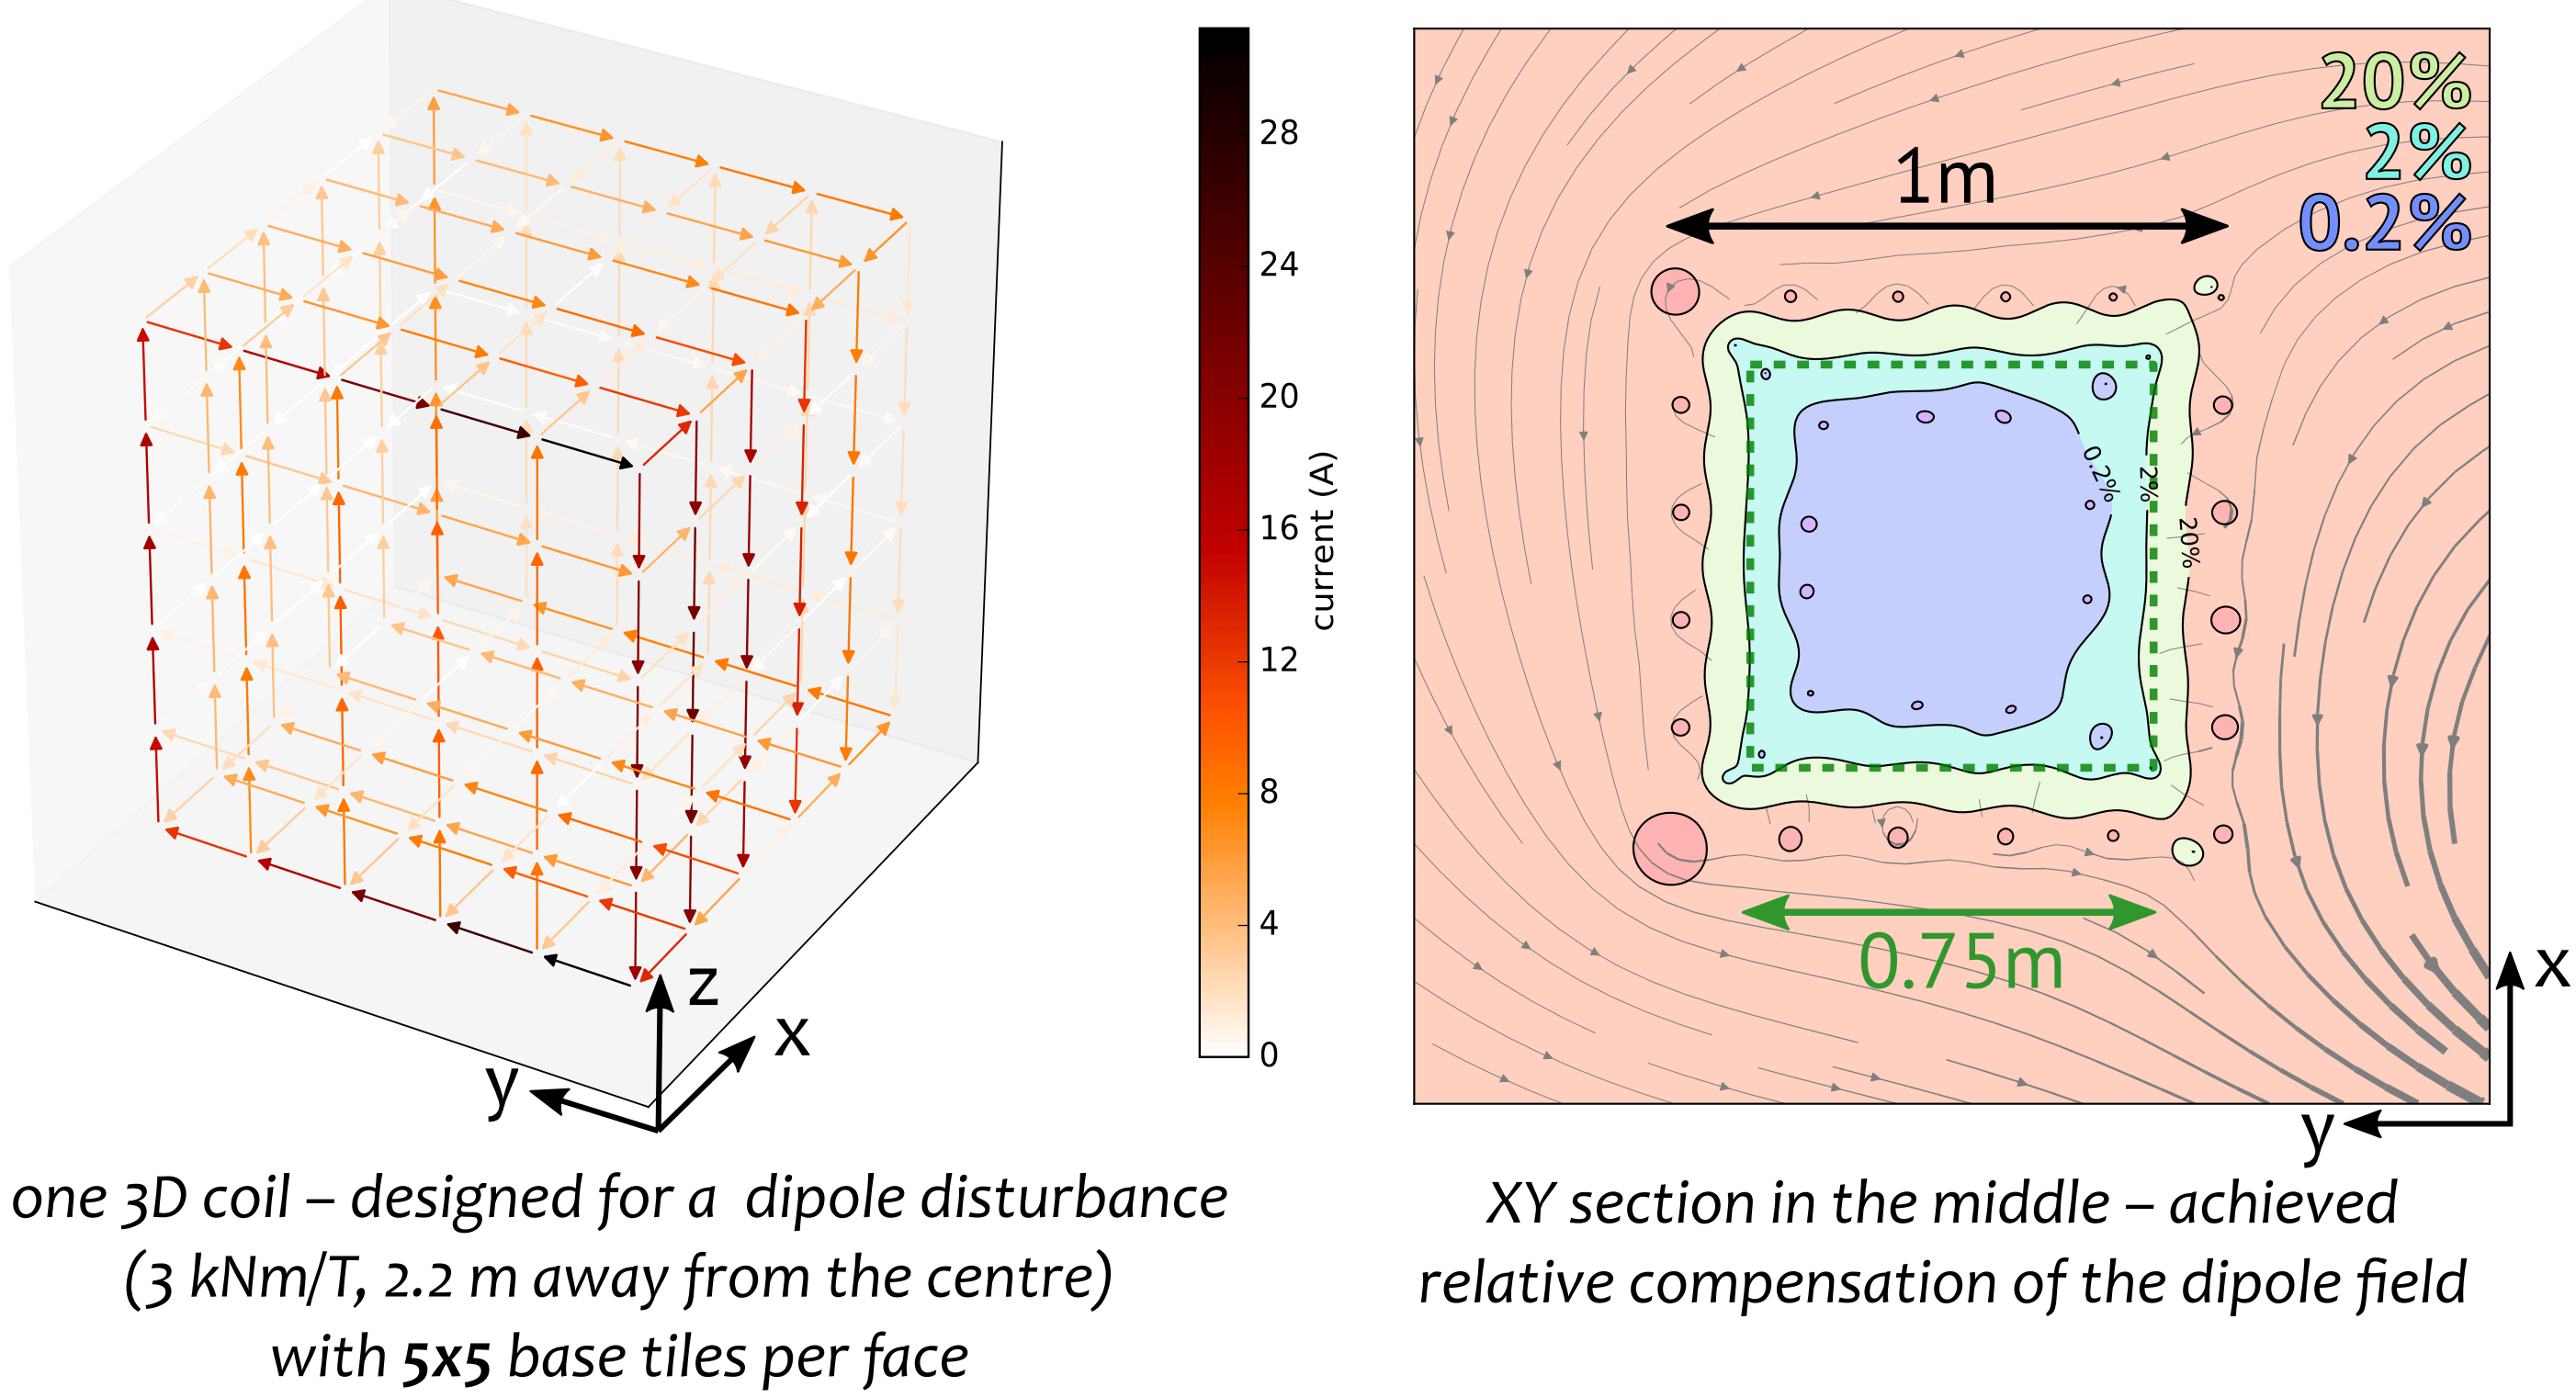 28
24
20
16
12
8
4
0
current (A)
z
x
y
one 3D coil – designed for a dipole disturbance
(3 kNm/T, 2.2 m away from the centre)
with 5x5 base tiles per face
20%
2%
0.2%
1m
0.2%
2%
20%
0.75m
x
y
XY section in the middle – achieved
relative compensation of the dipole field